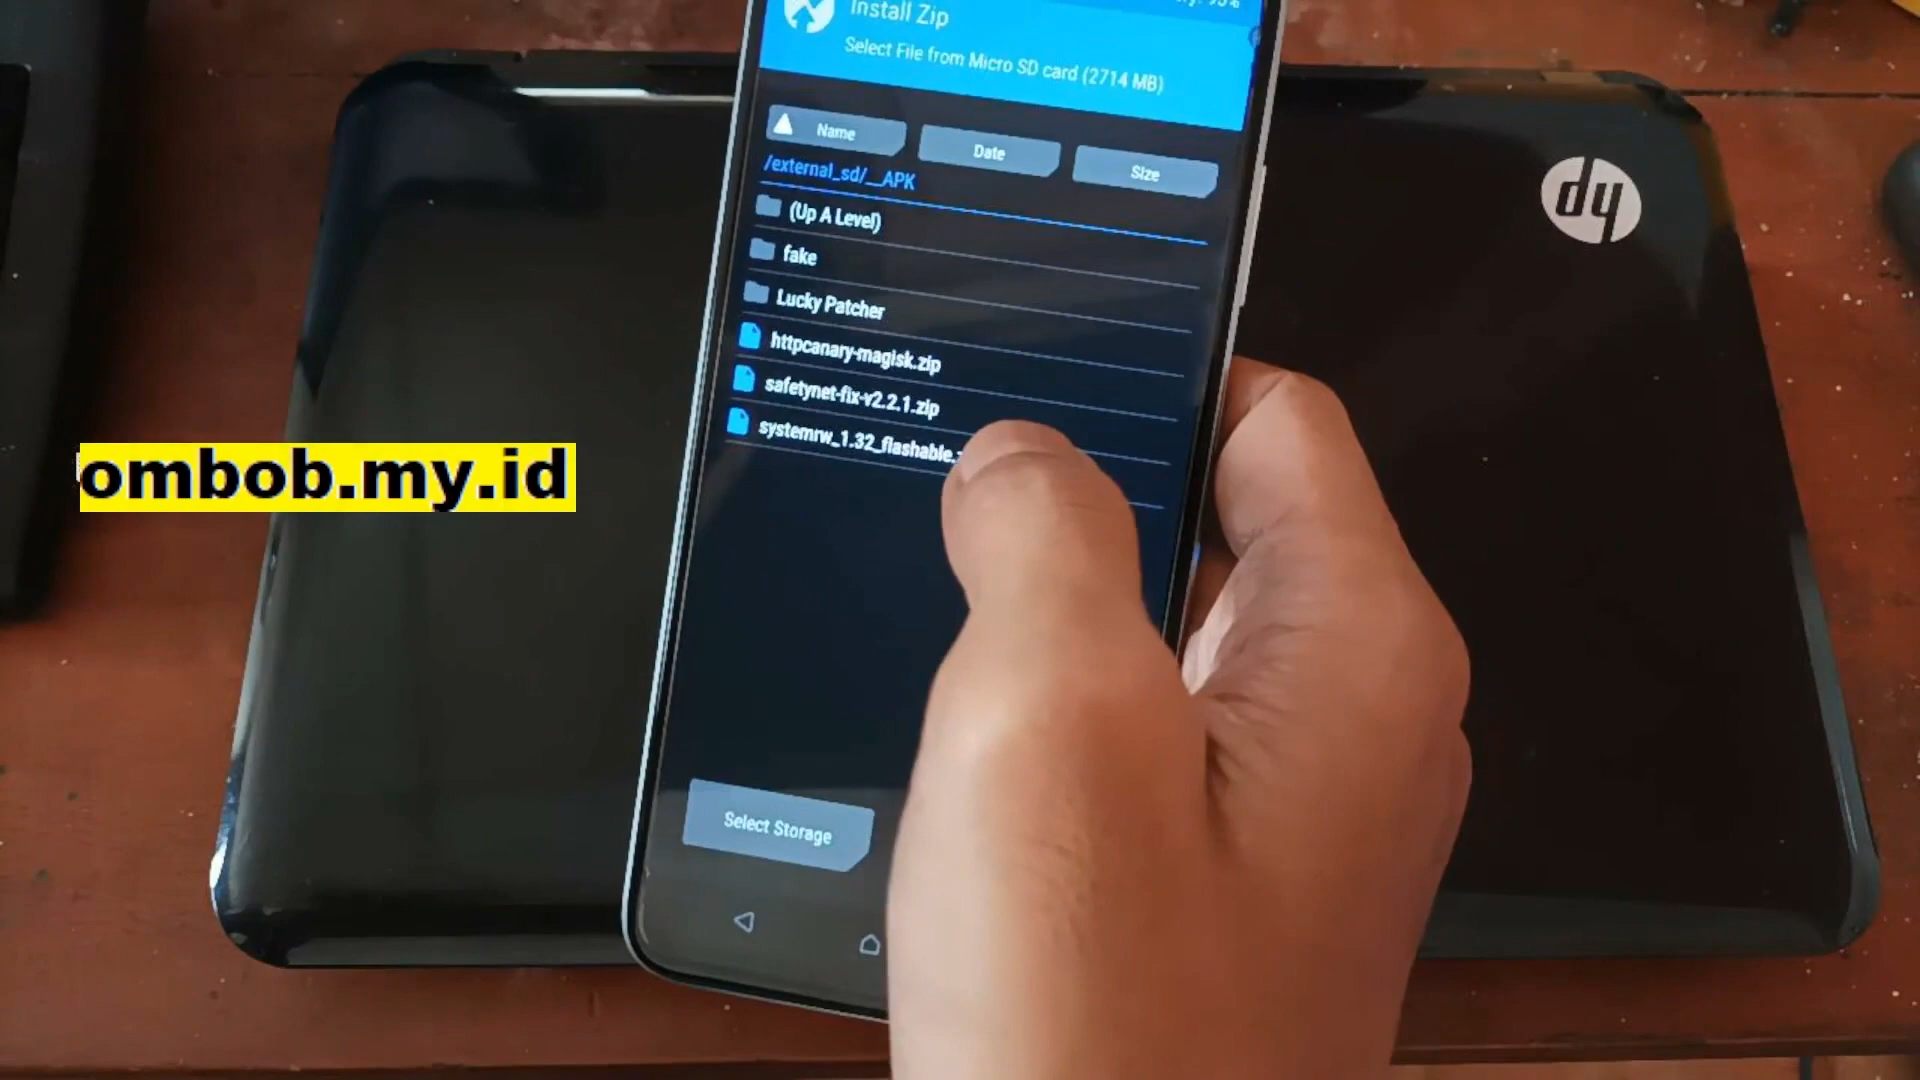 Install Zip
Select File from Micro SD card (2714 MB)
Name
Date
Size
/external_sd/__APK
(Up A Level)
fake
Lucky Patcher
httpcanary-magisk.zip
safetynet-fix-v2.2.1.zip
systemrw_1.32_flashable.
ombob.my.id
hp
Select Storage